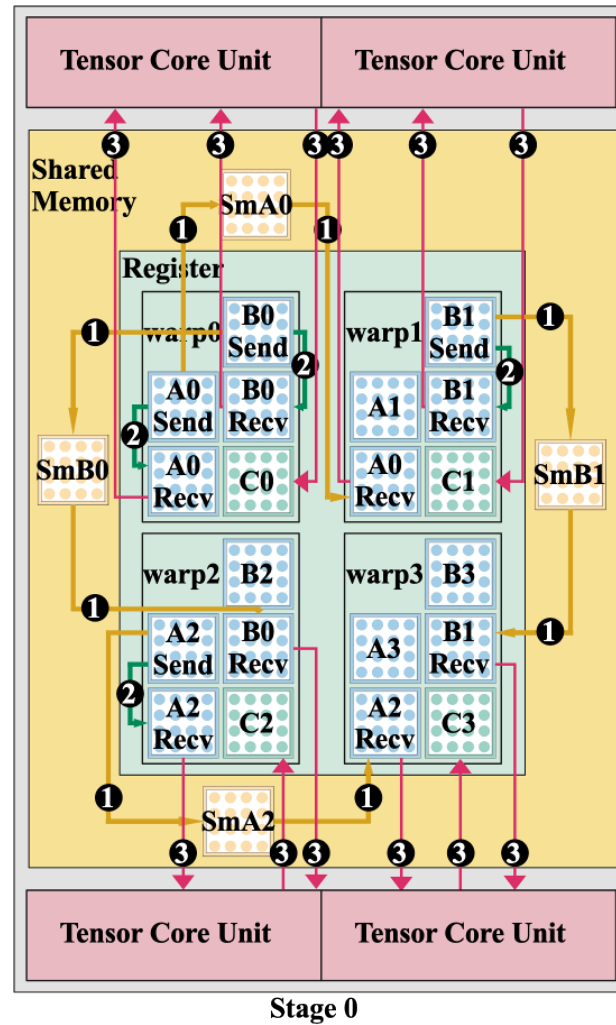 Tensor Core Unit
Tensor Core Unit
3
3
3
3
3
3
Shared
Memory
SmA0
1
1
Register
1
warp0
B0
Send
2
warp1
B1
Send
1
2
A0
Send
B0
Recv
A1
B1
Recv
2
SmB0
A0
Recv
C0
A0
Recv
C1
SmB1
warp2
B2
warp3
B3
1
A2
Send
B0
Recv
A3
B1
Recv
1
2
A2
Recv
C2
A2
Recv
C3
1
SmA2
1
3
3
3
3
3
3
Tensor Core Unit
Tensor Core Unit
Stage 0